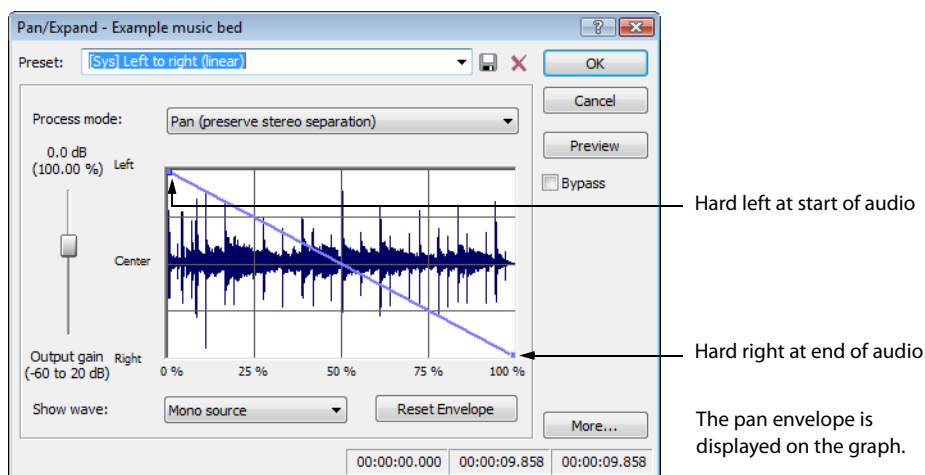 Pan/Expand - Example music bed
Preset:
[Sys] Left to right (linear)
OK
Cancel
Process mode:
Pan (preserve stereo separation)
Preview
0.0 dB
(100.00 %)
Left
Bypass
Hard left at start of audio
Center
Output gain
(-60 to 20 dB)
Right
0 %
25 %
50 %
75 %
100 %
Hard right at end of audio
Show wave:
Mono source
Reset Envelope
More...
The pan envelope is
displayed on the graph.
00:00:00.000
00:00:09.858
00:00:09.858